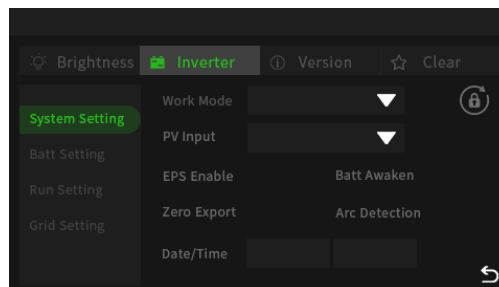 Brightness Inverter Version Clear
System Setting
Batt Setting
Run Setting
Grid Setting
Work Mode
PV Input
EPS Enable Batt Awaken
Zero Export Arc Detection
Date/Time